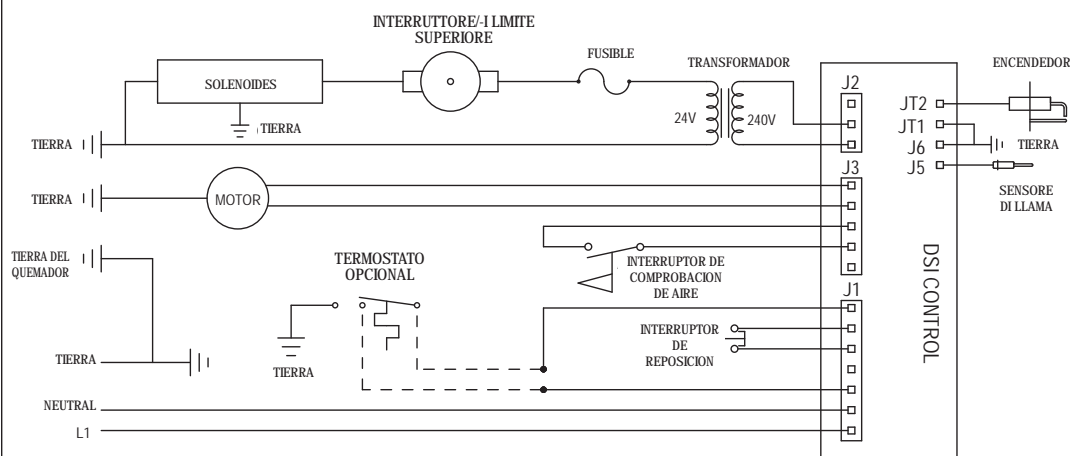 INTERRUTTORE/-I LIMITE
SUPERIORE
FUSIBLE
TRANSFORMADOR
ENCENDEDOR
SOLENOIDES
TIERRA
24V
240V
J2
JT2
JT1
J6
J5
TIERRA
TIERRA
SENSORE
DI LLAMA
TIERRA
MOTOR
J3
TIERRA DEL
QUEMADOR
TERMOSTATO
OPCIONAL
INTERRUPTOR DE
COMPROBACION
DE AIRE
DSI CONTROL
J1
INTERRUPTOR
DE
REPOSICION
TIERRA
TIERRA
NEUTRAL
L1